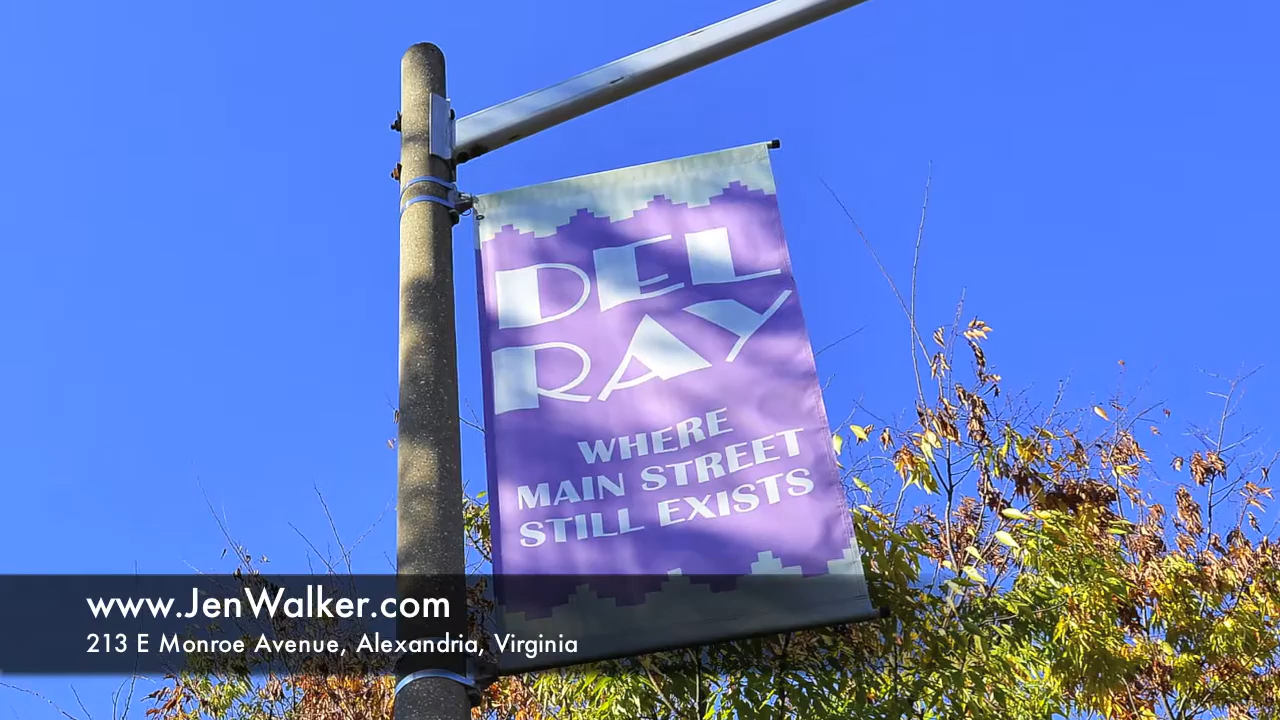 DEL
RAY
WHERE
MAIN STREET
STILL EXISTS
www.JenWalker.com
213 E Monroe Avenue, Alexandria, Virginia